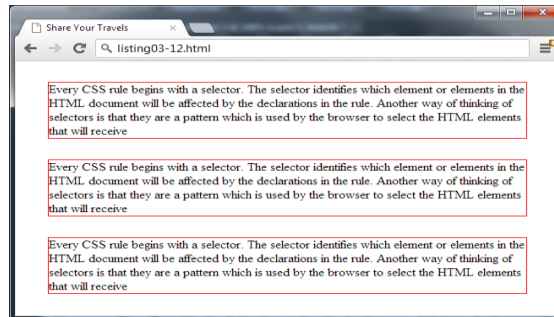 Share Your Travels
listing03-12.html
Every CSS rule begins with a selector. The selector identifies which element or elements in the
HTML document will be affected by the declarations in the rule. Another way of thinking of
selectors is that they are a pattern which is used by the browser to select the HTML elements
that will receive
Every CSS rule begins with a selector. The selector identifies which element or elements in the
HTML document will be affected by the declarations in the rule. Another way of thinking of
selectors is that they are a pattern which is used by the browser to select the HTML elements
that will receive
Every CSS rule begins with a selector. The selector identifies which element or elements in the
HTML document will be affected by the declarations in the rule. Another way of thinking of
selectors is that they are a pattern which is used by the browser to select the HTML elements
that will receive